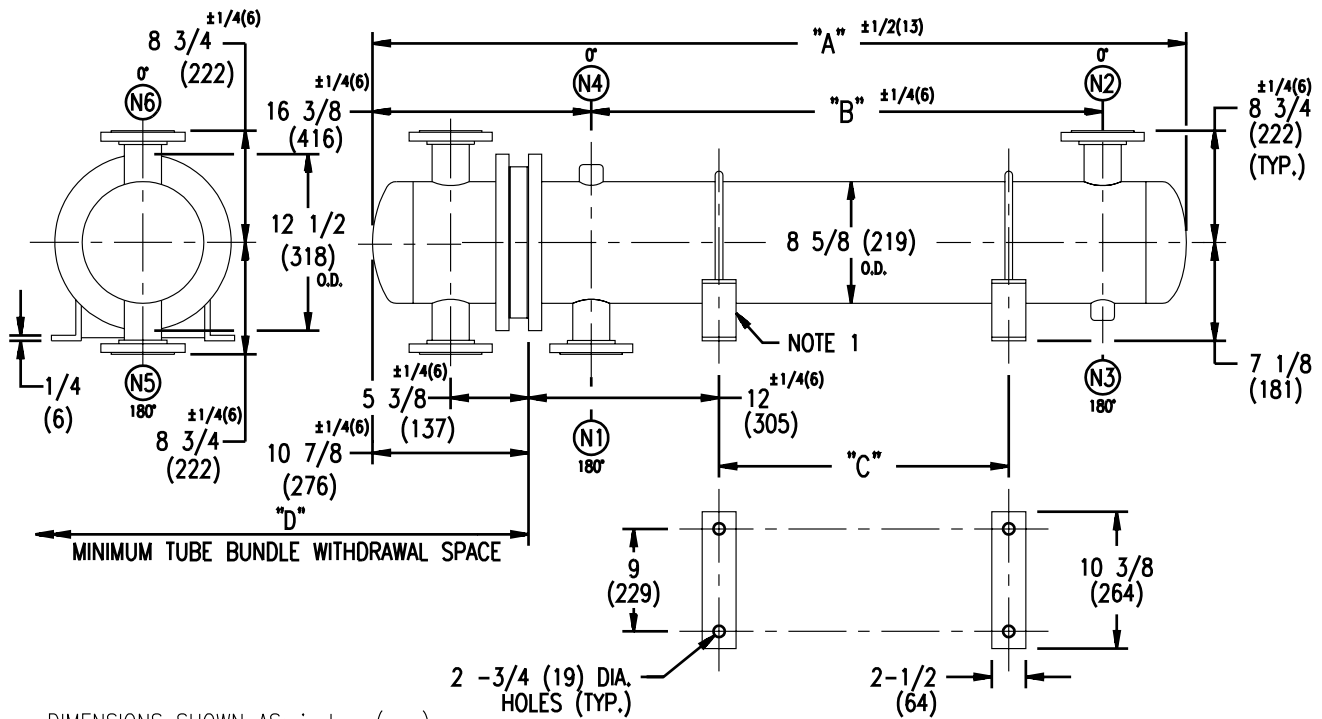 ±1/4(6)
8 3/4
(222)
0°
N6
±1/2(13)
"A"
0°
N4
0°
N2
±1/4(6)
16 3/8
(416)
"B" ±1/4(6)
±1/4(6)
8 3/4
(222)
(TYP.)
12 1/2
(318)
O.D.
8 5/8 (219)
O.D.
NOTE 1
1/4
(6)
N5
180°
±1/4(6)
8 3/4
(222)
±1/4(6)
5 3/8
(137)
±1/4(6)
12
(305)
N3
180°
7 1/8
(181)
±1/4(6)
10 7/8
(276)
N1
180°
"C"
"D"
MINIMUM TUBE BUNDLE WITHDRAWAL SPACE
9
(229)
10 3/8
(264)
2 -3/4 (19) DIA.
HOLES (TYP.)
2-1/2
(64)